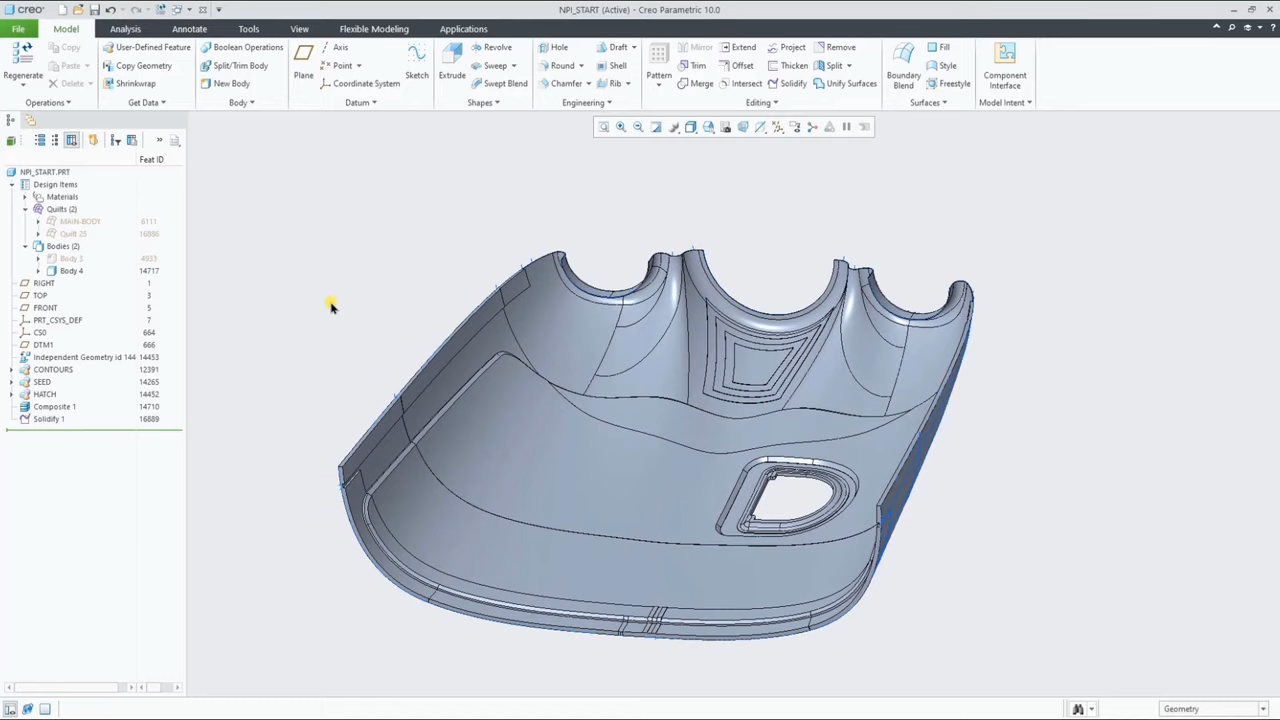 creo
NPI_START (Active) - Creo Parametric 10.0
File Model Analysis Annotate Tools View Flexible Modeling Applications
Regenerate
Copy
Paste
Delete
Operations
User-Defined Feature
Copy Geometry
Shrinkwrap
Get Data
Boolean Operations
Split/Trim Body
New Body
Body
Plane
Axis
Point
Coordinate System
Sketch
Datum
Extrude
Revolve
Sweep
Swept Blend
Shapes
Hole
Round
Chamfer
Draft
Shell
Rib
Engineering
Pattern
Mirror
Trim
Merge
Extend
Offset
Intersect
Project
Thicken
Solidify
Remove
Split
Unify Surfaces
Editing
Boundary
Blend
Fill
Style
Freestyle
Surfaces
Component
Interface
Model Intent
Feat ID
NPI_START.PRT
Design Items
Materials
Quilts (2)
MAIN-BODY 6111
Quilt 25 16886
Bodies (2)
Body 3 4933
Body 4 14717
RIGHT 1
TOP 3
FRONT 5
PRT_CSYS_DEF 7
CS0 664
DTM1 666
Independent Geometry id 144 14453
CONTOURS 12391
SEED 14265
HATCH 14452
Composite 1 14710
Solidify 1 16889
Geometry